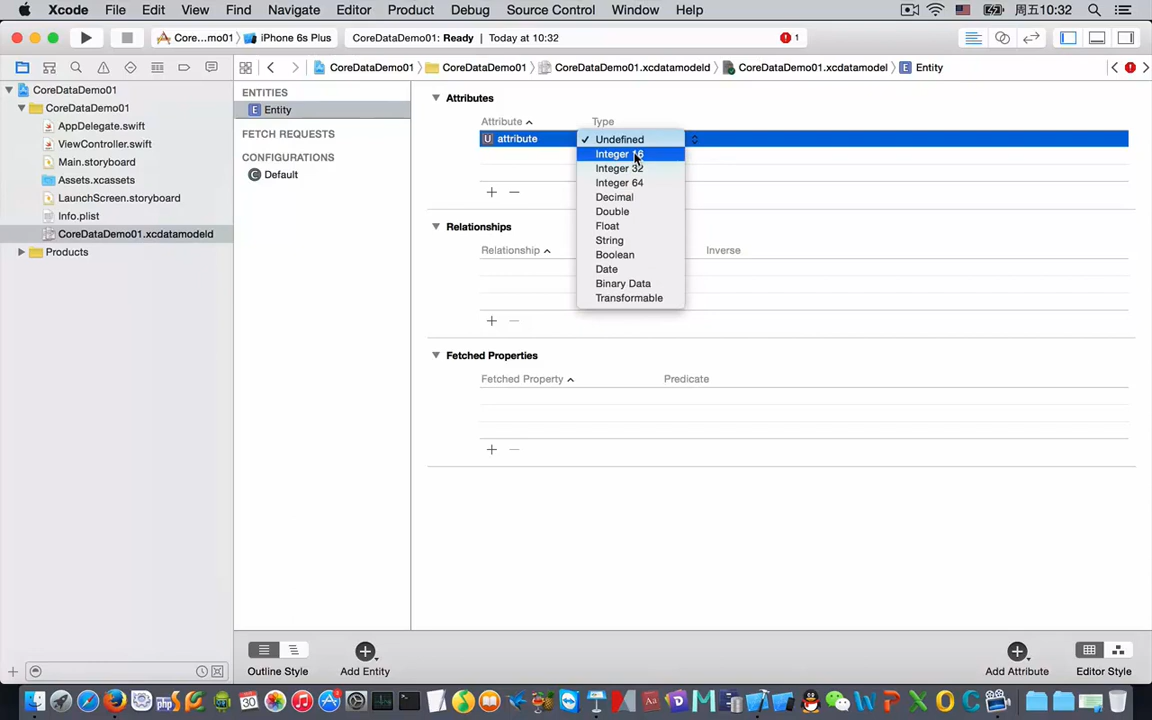 Xcode File Edit View Find Navigate Editor Product Debug Source Control Window Help 周五10:32
Core...mo01 iPhone 6s Plus CoreDataDemo01: Ready Today at 10:32 1
CoreDataDemo01 CoreDataDemo01 CoreDataDemo01.xcdatamodeld CoreDataDemo01.xcdatamodel E Entity
CoreDataDemo01
CoreDataDemo01
AppDelegate.swift
ViewController.swift
Main.storyboard
Assets.xcassets
LaunchScreen.storyboard
Info.plist
CoreDataDemo01.xcdatamodeld
Products
ENTITIES
E Entity
FETCH REQUESTS
CONFIGURATIONS
C Default
Attributes
Attribute Type
U attribute
Undefined
Integer 16
Integer 32
Integer 64
Decimal
Double
Float
String
Boolean
Date
Binary Data
Transformable
Relationships
Relationship Inverse
Fetched Properties
Fetched Property Predicate
Outline Style Add Entity Add Attribute Editor Style